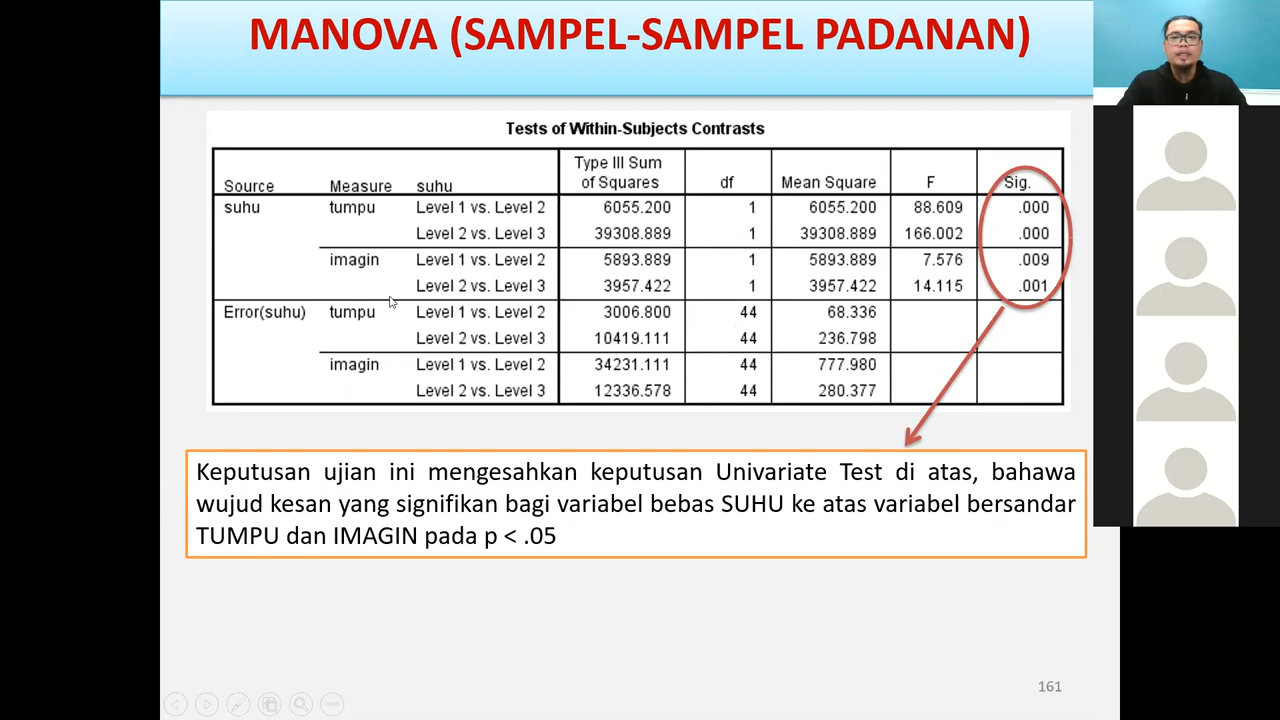 MANOVA (SAMPEL-SAMPEL PADANAN)
Tests of Within-Subjects Contrasts
Source Measure suhu Type III Sum of Squares df Mean Square F Sig.
suhu tumpu Level 1 vs. Level 2 6055.200 1 6055.200 88.609 .000
Level 2 vs. Level 3 39308.889 1 39308.889 166.002 .000
imagin Level 1 vs. Level 2 5893.889 1 5893.889 7.576 .009
Level 2 vs. Level 3 3957.422 1 3957.422 14.115 .001
Error(suhu) tumpu Level 1 vs. Level 2 3006.800 44 68.336
Level 2 vs. Level 3 10419.111 44 236.798
imagin Level 1 vs. Level 2 34231.111 44 777.980
Level 2 vs. Level 3 12336.578 44 280.377
Keputusan ujian ini mengesahkan keputusan Univariate Test di atas, bahawa
wujud kesan yang signifikan bagi variabel bebas SUHU ke atas variabel bersandar
TUMPU dan IMAGIN pada p < .05
161